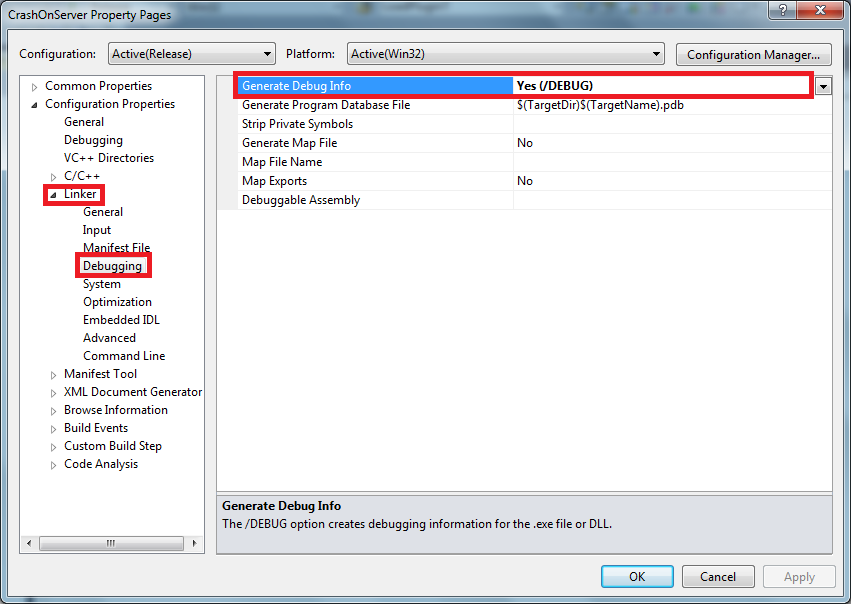 CrashOnServer Property Pages
Configuration: Active(Release) Platform: Active(Win32) Configuration Manager...
Common Properties
Configuration Properties
General
Debugging
VC++ Directories
C/C++
Linker
General
Input
Manifest File
Debugging
System
Optimization
Embedded IDL
Advanced
Command Line
Manifest Tool
XML Document Generator
Browse Information
Build Events
Custom Build Step
Code Analysis
Generate Debug Info Yes (/DEBUG)
Generate Program Database File $(TargetDir)$(TargetName).pdb
Strip Private Symbols
Generate Map File No
Map File Name
Map Exports No
Debuggable Assembly
Generate Debug Info
The /DEBUG option creates debugging information for the .exe file or DLL.
OK Cancel Apply